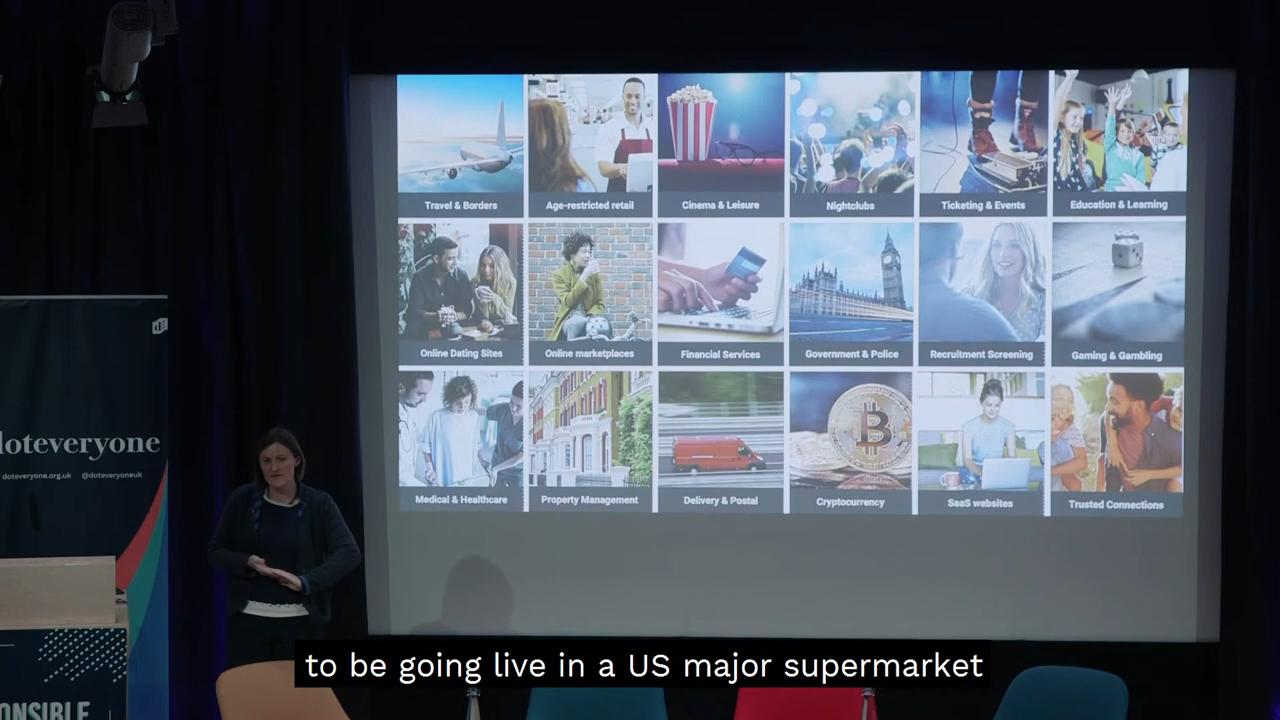 Travel & Borders
Age-restricted retail
Cinema & Leisure
Nightclubs
Ticketing & Events
Education & Learning
Online Dating Sites
Online marketplaces
Financial Services
Government & Police
Recruitment Screening
Gaming & Gambling
Medical & Healthcare
Property Management
Delivery & Postal
Cryptocurrency
SaaS websites
Trusted Connections
doteveryone
doteveryone.org.uk @doteveryoneuk
ONSIBLE
to be going live in a US major supermarket